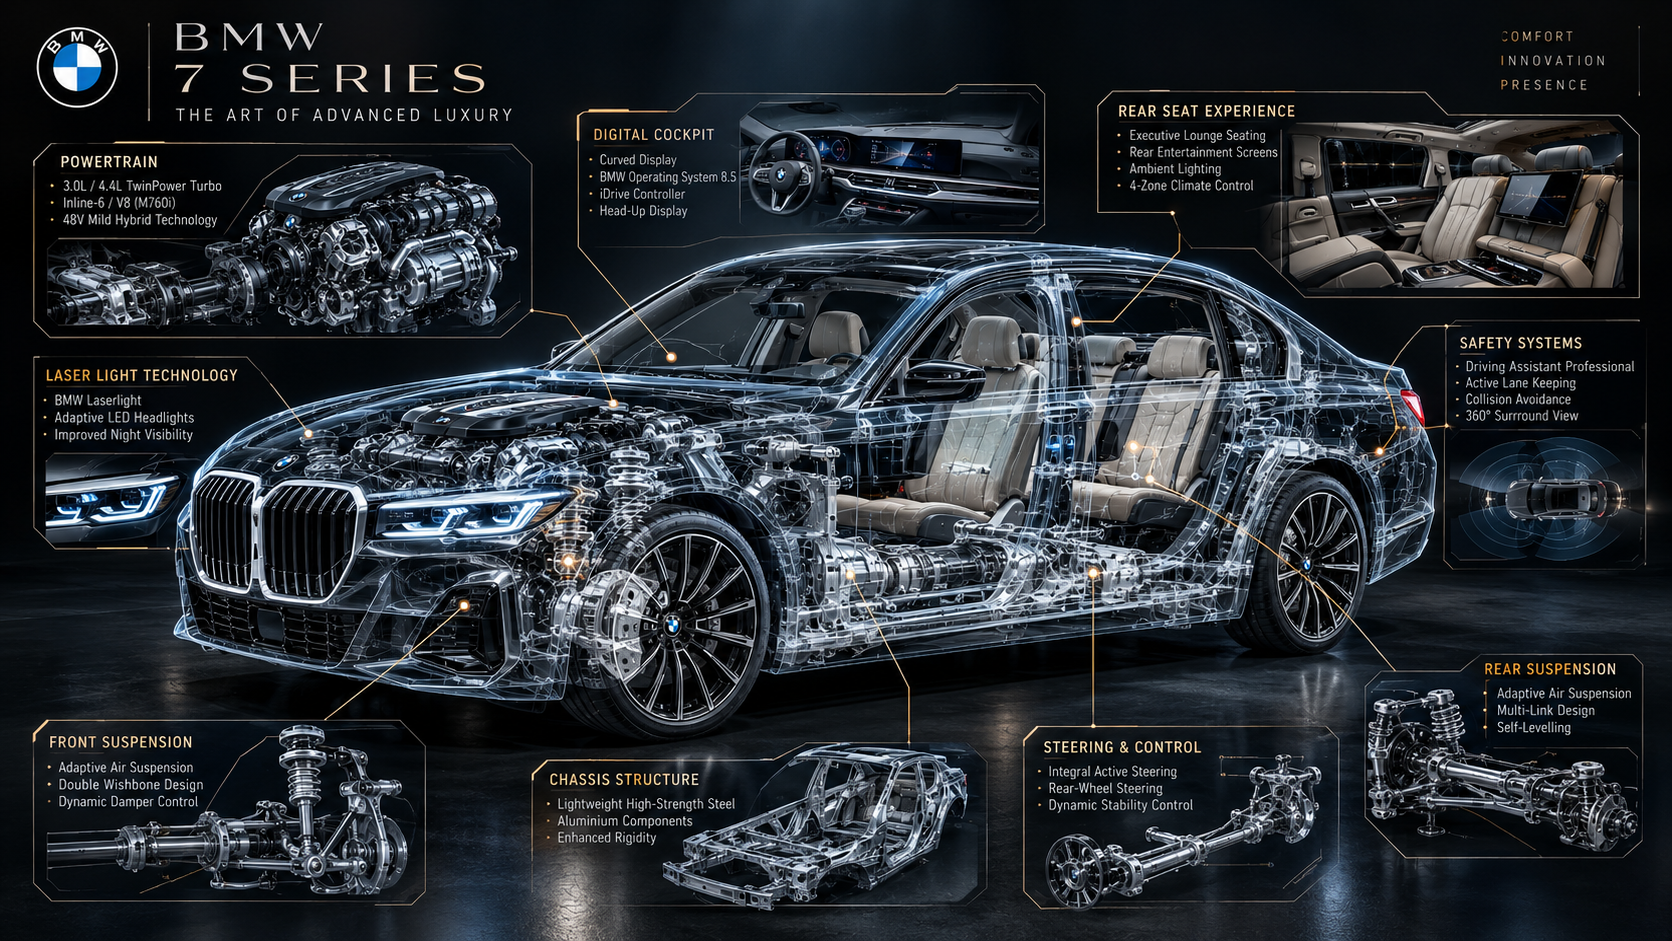 BMW
BMW
7 SERIES
THE ART OF ADVANCED LUXURY
COMFORT
INNOVATION
PRESENCE
POWERTRAIN
• 3.0L / 4.4L TwinPower Turbo
• Inline-6 / V8 (M760i)
• 48V Mild Hybrid Technology
DIGITAL COCKPIT
• Curved Display
• BMW Operating System 8.5
• iDrive Controller
• Head-Up Display
REAR SEAT EXPERIENCE
• Executive Lounge Seating
• Rear Entertainment Screens
• Ambient Lighting
• 4-Zone Climate Control
LASER LIGHT TECHNOLOGY
• BMW Laserlight
• Adaptive LED Headlights
• Improved Night Visibility
SAFETY SYSTEMS
• Driving Assistant Professional
• Active Lane Keeping
• Collision Avoidance
• 360° Surrround View
FRONT SUSPENSION
• Adaptive Air Suspension
• Double Wishbone Design
• Dynamic Damper Control
CHASSIS STRUCTURE
• Lightweight High-Strength Steel
• Aluminium Components
• Enhanced Rigidity
STEERING & CONTROL
• Integral Active Steering
• Rear-Wheel Steering
• Dynamic Stability Control
REAR SUSPENSION
• Adaptive Air Suspension
• Multi-Link Design
• Self-Levelling